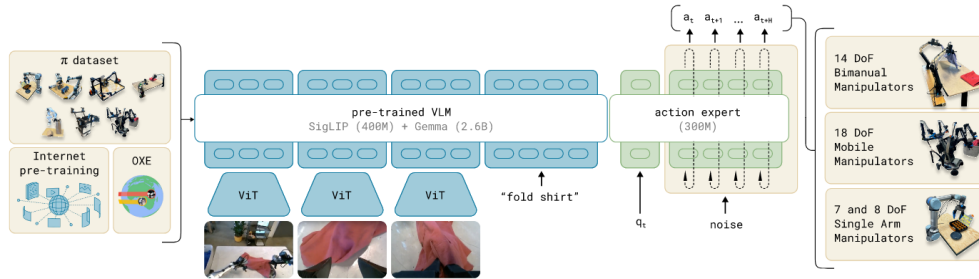 π dataset
Internet
pre-training
OXE
pre-trained VLM
SigLIP (400M) + Gemma (2.6B)
ViT
ViT
ViT
"fold shirt"
action expert
(300M)
qₜ
noise
aₜ
aₜ₊₁
...
aₜ₊H
14 DoF
Bimanual
Manipulators
18 DoF
Mobile
Manipulators
7 and 8 DoF
Single Arm
Manipulators